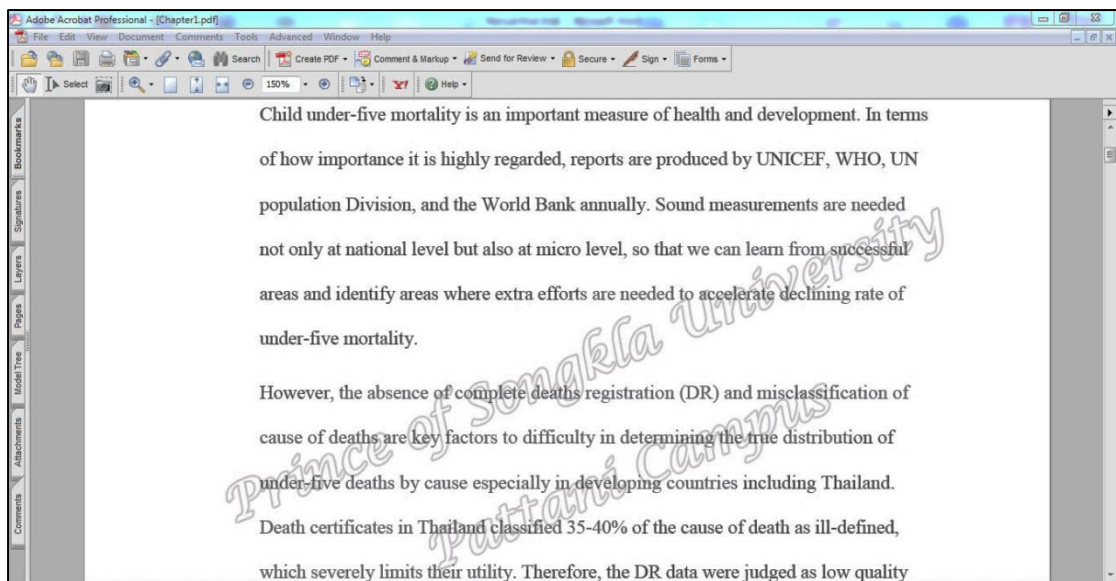 Adobe Acrobat Professional - [Chapter1.pdf]
File Edit View Document Comments Tools Advanced Window Help
Search Create PDF Comment & Markup Send for Review Secure Sign Forms
Select 150% Y! Help
Bookmarks
Signatures
Layers
Pages
Model Tree
Attachments
Comments
Child under-five mortality is an important measure of health and development. In terms
of how importance it is highly regarded, reports are produced by UNICEF, WHO, UN
population Division, and the World Bank annually. Sound measurements are needed
not only at national level but also at micro level, so that we can learn from successful
areas and identify areas where extra efforts are needed to accelerate declining rate of
under-five mortality.
However, the absence of complete deaths registration (DR) and misclassification of
cause of deaths are key factors to difficulty in determining the true distribution of
under-five deaths by cause especially in developing countries including Thailand.
Death certificates in Thailand classified 35-40% of the cause of death as ill-defined,
which severely limits their utility. Therefore, the DR data were judged as low quality
Prince of Songkla University
Pattani Campus